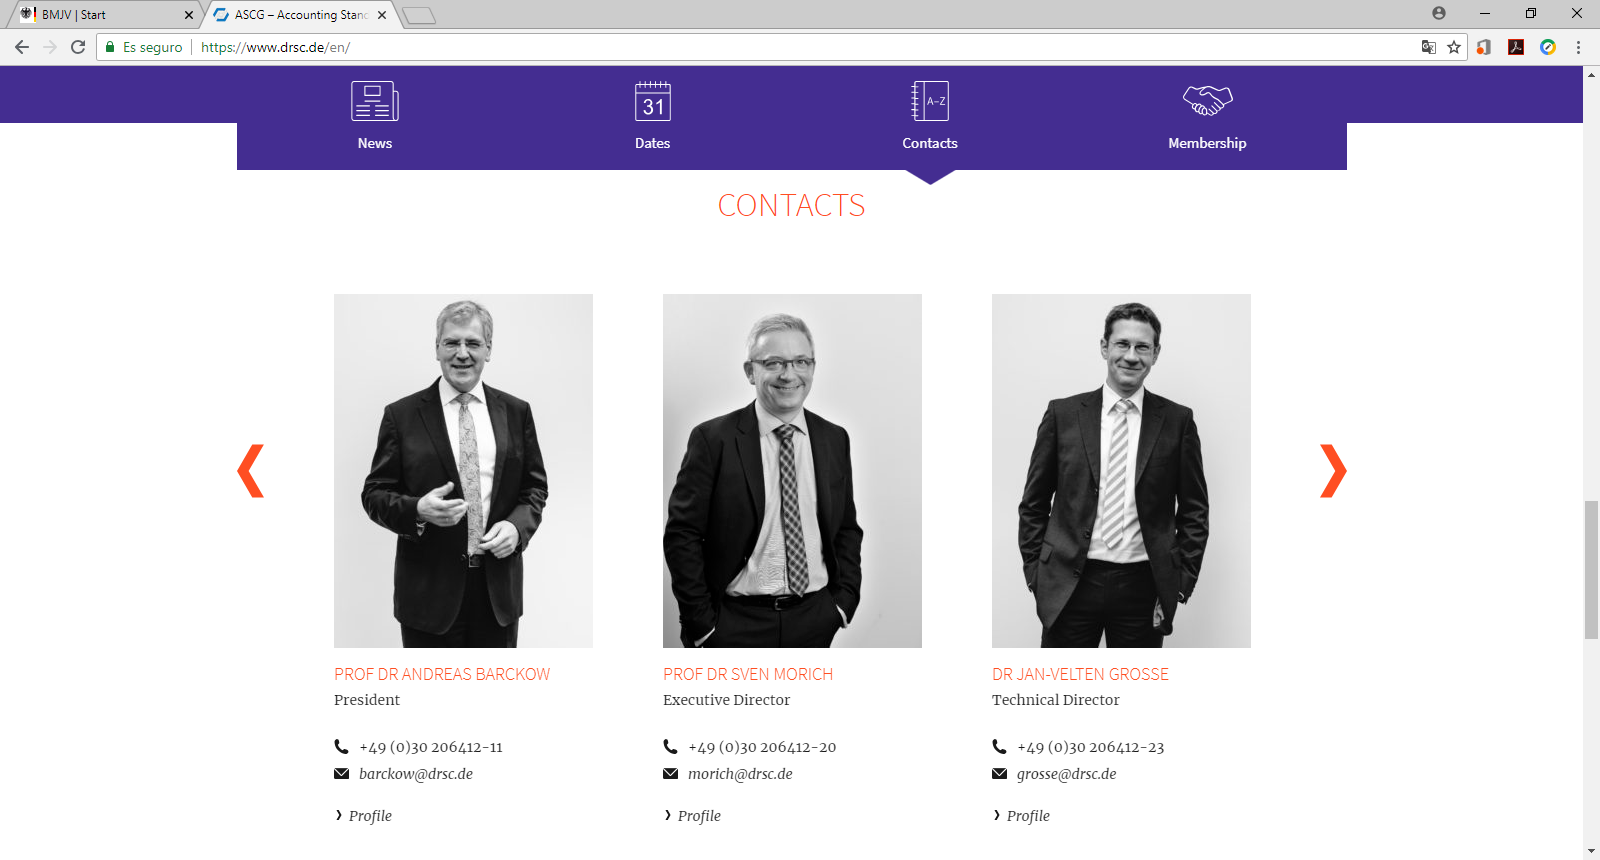 BMJV | Start
ASCG – Accounting Stand
Es seguro
https://www.drsc.de/en/
31
A-Z
News
Dates
Contacts
Membership
CONTACTS
PROF DR ANDREAS BARCKOW
President
+49 (0)30 206412-11
barckow@drsc.de
Profile
PROF DR SVEN MORICH
Executive Director
+49 (0)30 206412-20
morich@drsc.de
Profile
DR JAN-VELTEN GROSSE
Technical Director
+49 (0)30 206412-23
grosse@drsc.de
Profile